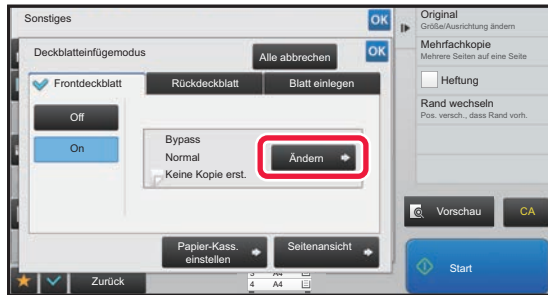 Sonstiges
OK
Deckblatteinfügemodus
Alle abbrechen
OK
Frontdeckblatt
Rückdeckblatt
Blatt einlegen
Off
On
Bypass
Normal
Keine Kopie erst.
Ändern
Papier-Kass.
einstellen
Seitenansicht
Zurück
4 A4
Original
Größe/Ausrichtung ändern
Mehrfachkopie
Mehrere Seiten auf eine Seite
Heftung
Rand wechseln
Pos. versch., dass Rand vorh.
Vorschau
CA
Start